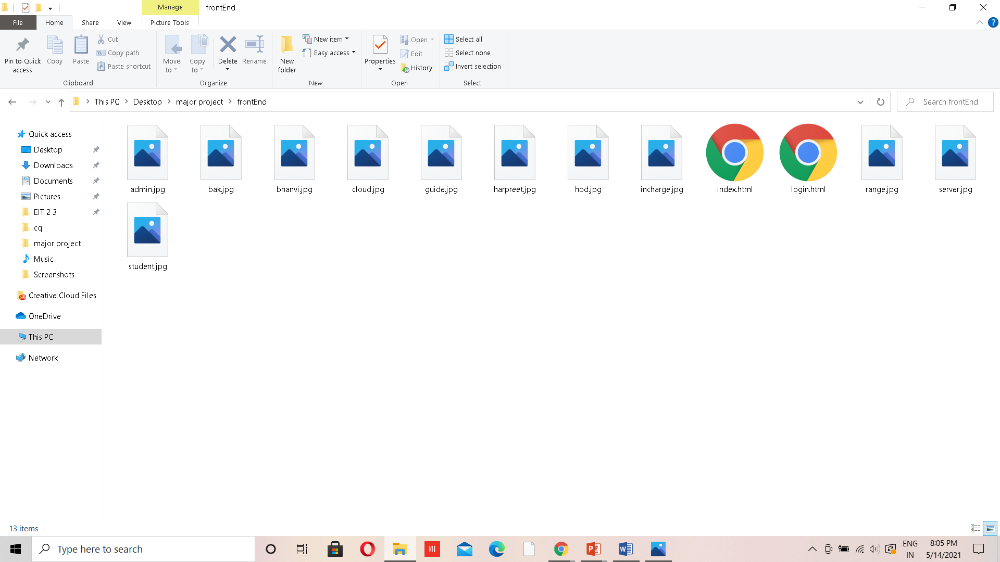 Manage
frontEnd
File
Home
Share
View
Picture Tools
Pin to Quick access
Copy
Paste
Cut
Copy path
Paste shortcut
Clipboard
Move to
Copy to
Delete
Rename
Organize
New folder
New item
Easy access
New
Properties
Open
Edit
History
Open
Select all
Select none
Invert selection
Select
This PC
Desktop
major project
frontEnd
Search frontEnd
Quick access
Desktop
Downloads
Documents
Pictures
EIT 2 3
cq
major project
Music
Screenshots
Creative Cloud Files
OneDrive
This PC
Network
admin.jpg
bak.jpg
bhanvi.jpg
cloud.jpg
guide.jpg
harpreet.jpg
hod.jpg
incharge.jpg
index.html
login.html
range.jpg
server.jpg
student.jpg
13 items
Type here to search
ENG
IN
8:05 PM
5/14/2021